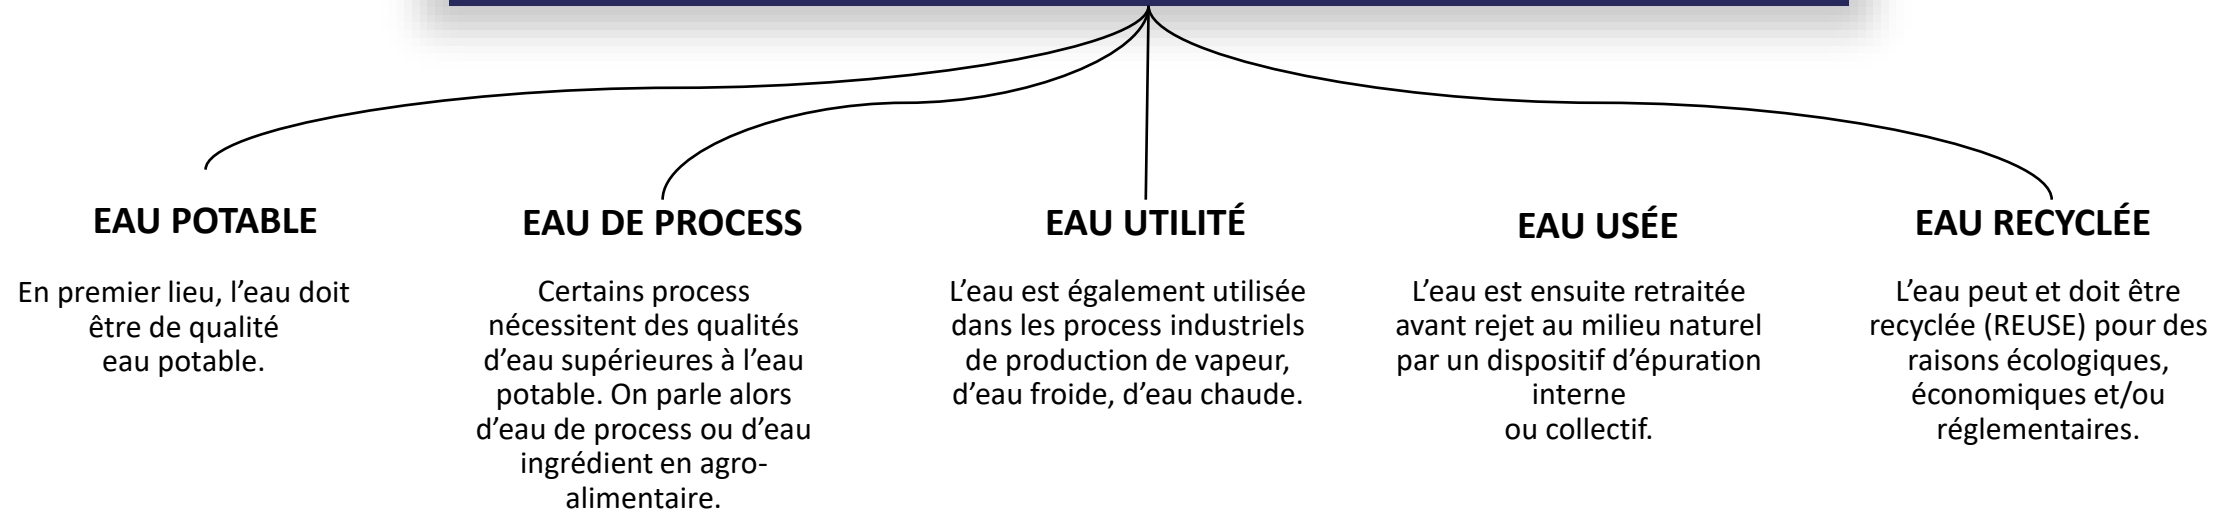 EAU POTABLE
En premier lieu, l’eau doit
être de qualité
eau potable.
EAU DE PROCESS
Certains process
nécessitent des qualités
d’eau supérieures à l’eau
potable. On parle alors
d’eau de process ou d’eau
ingrédient en agro-
alimentaire.
EAU UTILITÉ
L’eau est également utilisée
dans les process industriels
de production de vapeur,
d’eau froide, d’eau chaude.
EAU USÉE
L’eau est ensuite retraitée
avant rejet au milieu naturel
par un dispositif d’épuration
interne
ou collectif.
EAU RECYCLÉE
L’eau peut et doit être
recyclée (REUSE) pour des
raisons écologiques,
économiques et/ou
réglementaires.